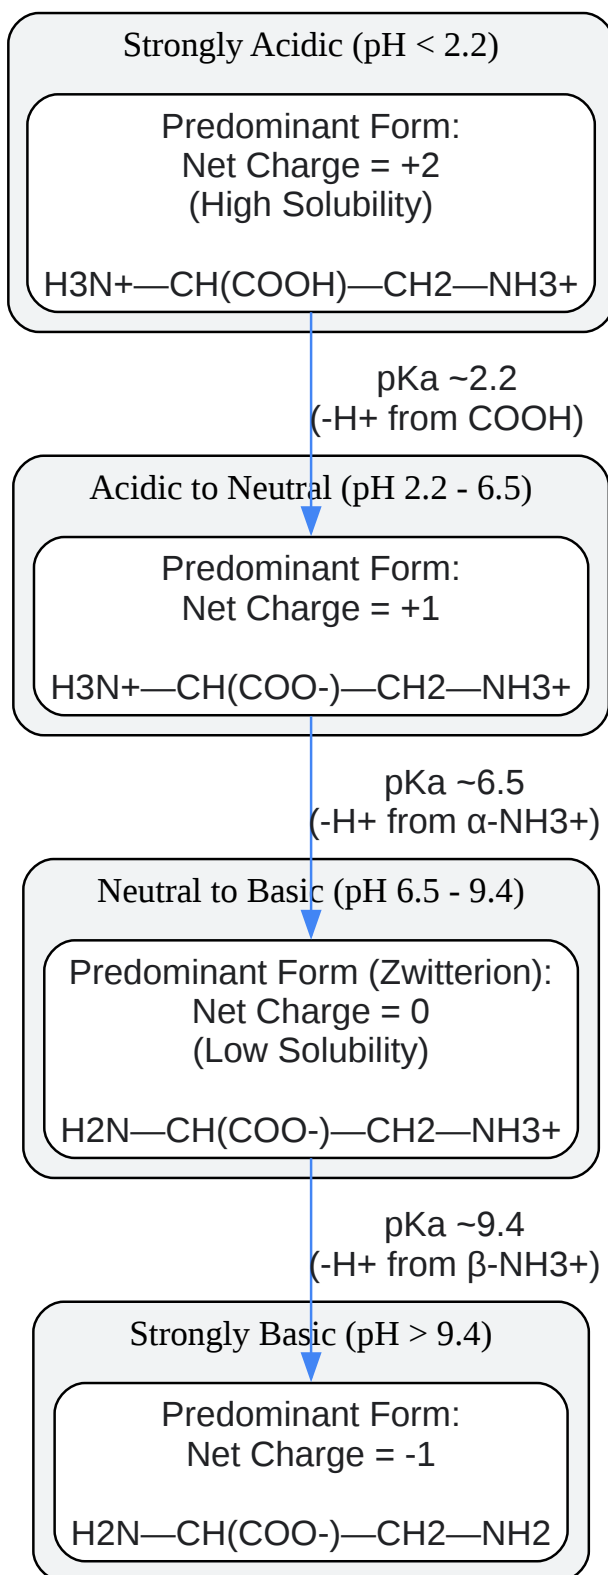 Strongly Acidic (pH < 2.2)
Predominant Form:
Net Charge = +2
(High Solubility)
H3N+—CH(COOH)—CH2—NH3+
pKa ~2.2
(-H+ from COOH)
Acidic to Neutral (pH 2.2 - 6.5)
Predominant Form:
Net Charge = +1
H3N+—CH(COO-)—CH2—NH3+
pKa ~6.5
(-H+ from α-NH3+)
Neutral to Basic (pH 6.5 - 9.4)
Predominant Form (Zwitterion):
Net Charge = 0
(Low Solubility)
H2N—CH(COO-)—CH2—NH3+
pKa ~9.4
(-H+ from β-NH3+)
Strongly Basic (pH > 9.4)
Predominant Form:
Net Charge = -1
H2N—CH(COO-)—CH2—NH2